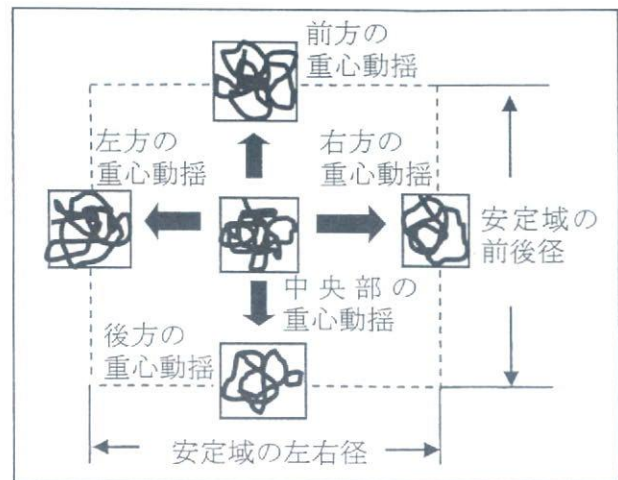 前方の
重心動揺
左方の
重心動揺
右方の
重心動揺
安定域の
前後径
中央部の
重心動揺
後方の
重心動揺
安定域の左右径